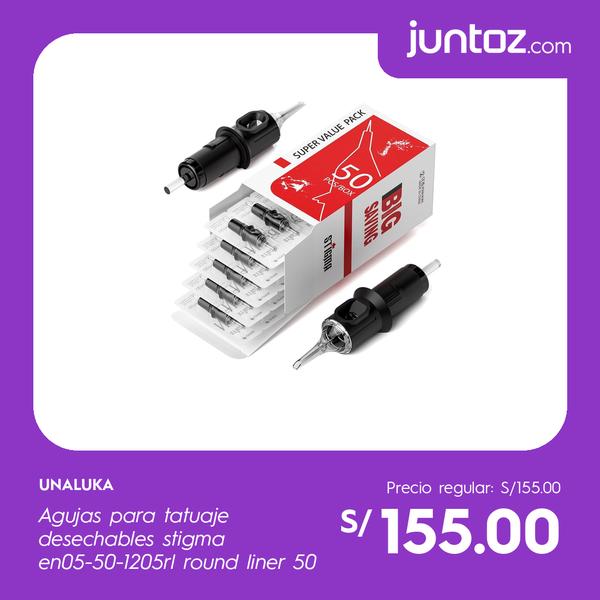 juntoz.com
SUPER VALUE PACK
50
PCS/BOX
BIG
SAVING
STIGMA
UNALUKA
Agujas para tatuaje
desechables stigma
en05-50-1205rl round liner 50
Precio regular: S/155.00
S/ 155.00